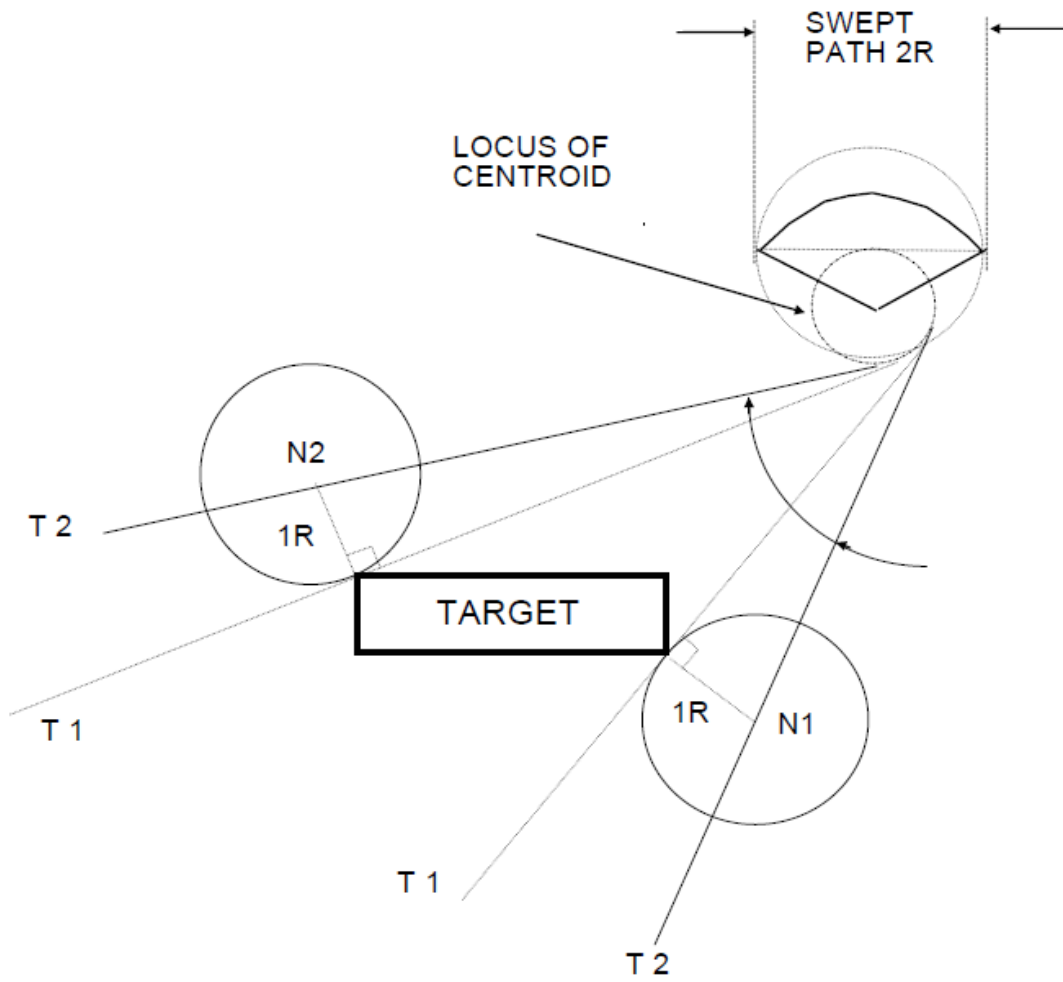 SWEPT
PATH 2R
LOCUS OF
CENTROID
N2
T 2
1R
TARGET
T 1
1R
N1
T 1
T 2